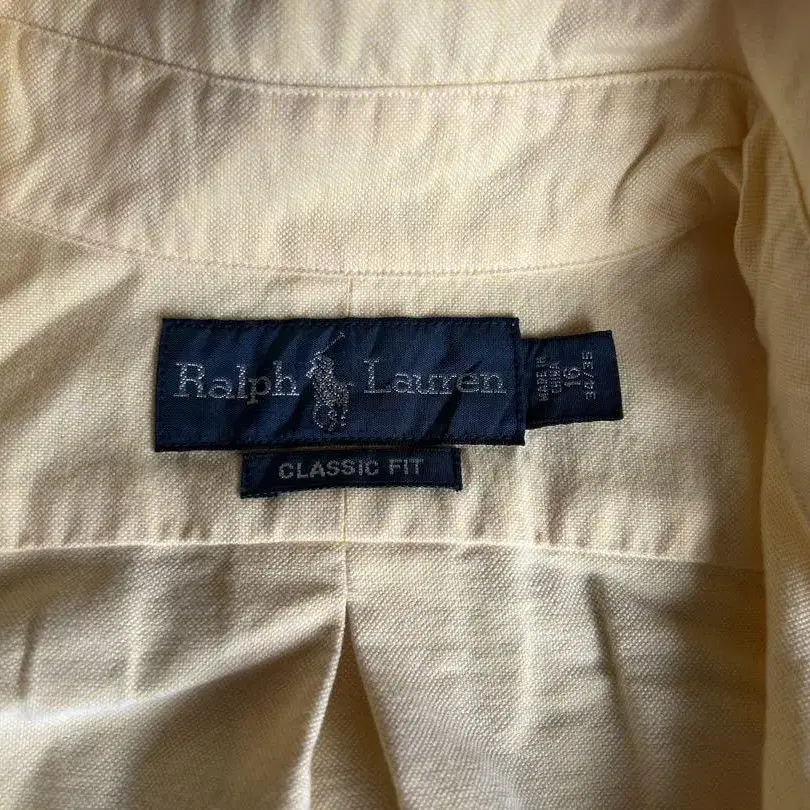 Ralph Lauren
MADE IN
CHINA
16
34/35
CLASSIC FIT